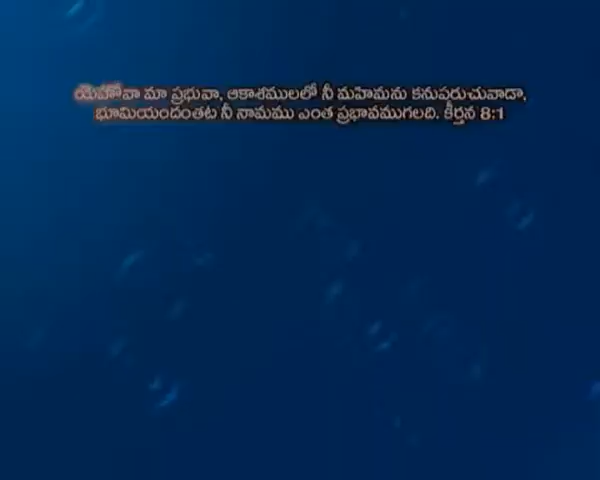 యెహోవా మా ప్రభువా, ఆకాశములలో నీ మహిమను కనుపరుచువాడా,
భూమియందంతట నీ నామము ఎంత ప్రభావముగలది. కీర్తన 8:1